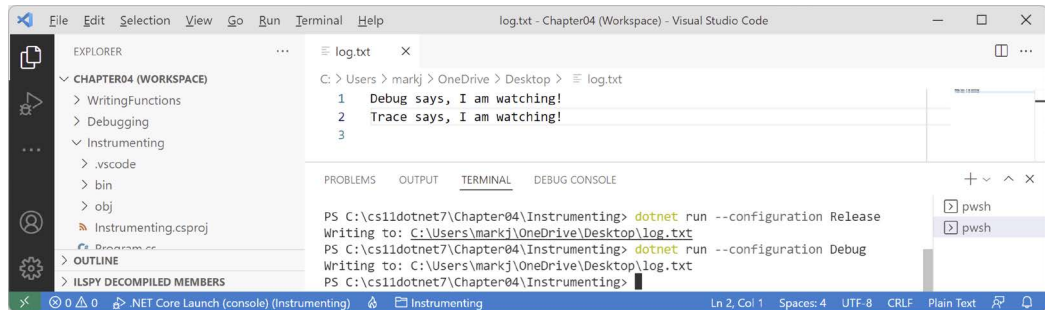 File Edit Selection View Go Run Terminal Help log.txt - Chapter04 (Workspace) - Visual Studio Code
EXPLORER ...
CHAPTER04 (WORKSPACE)
> WritingFunctions
> Debugging
Instrumenting
> .vscode
> bin
> obj
Instrumenting.csproj
C# Program.cs
> OUTLINE
> ILSPY DECOMPILED MEMBERS
log.txt
C: > Users > markj > OneDrive > Desktop > log.txt
1 Debug says, I am watching!
2 Trace says, I am watching!
3
PROBLEMS OUTPUT TERMINAL DEBUG CONSOLE
PS C:\cs11dotnet7\Chapter04\Instrumenting> dotnet run --configuration Release
Writing to: C:\Users\markj\OneDrive\Desktop\log.txt
PS C:\cs11dotnet7\Chapter04\Instrumenting> dotnet run --configuration Debug
Writing to: C:\Users\markj\OneDrive\Desktop\log.txt
PS C:\cs11dotnet7\Chapter04\Instrumenting>
pwsh
pwsh
0 0 .NET Core Launch (console) (Instrumenting) Instrumenting Ln 2, Col 1 Spaces: 4 UTF-8 CRLF Plain Text